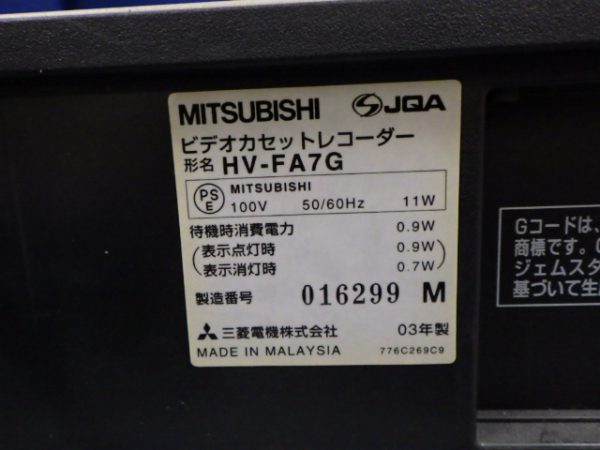 MITSUBISHI JQA
ビデオカセットレコーダー
形名 HV-FA7G
PS E MITSUBISHI
100V 50/60Hz 11W
待機時消費電力 0.9W
(表示点灯時 0.9W)
(表示消灯時 0.7W)
製造番号 016299 M
三菱電機株式会社 03年製
MADE IN MALAYSIA 776C269C9
Gコードは、
商標です。
ジェムスタ
基づいて生